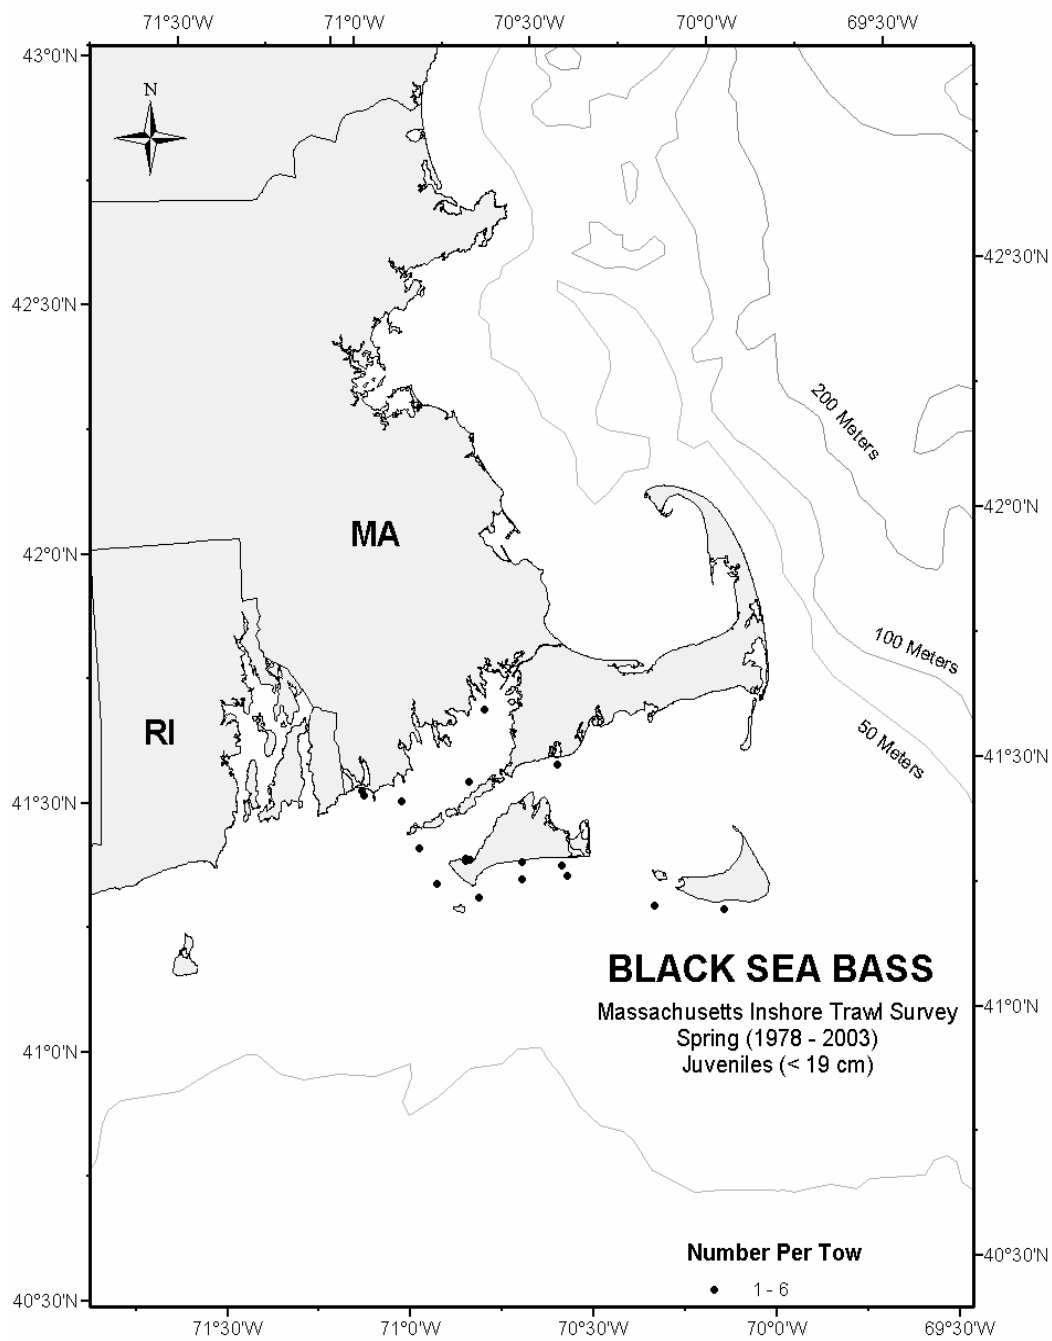 71°30'W 71°0'W 70°30'W 70°0'W 69°30'W
43°0'N
N
42°30'N
42°30'N
200 Meters
42°0'N
MA
42°0'N
100 Meters
RI
50 Meters
41°30'N
41°30'N
BLACK SEA BASS
Massachusetts Inshore Trawl Survey
41°0'N
Spring (1978 - 2003)
41°0'N
Juveniles (< 19 cm)
Number Per Tow
40°30'N
1 - 6
40°30'N
71°30'W 71°0'W 70°30'W 70°0'W 69°30'W